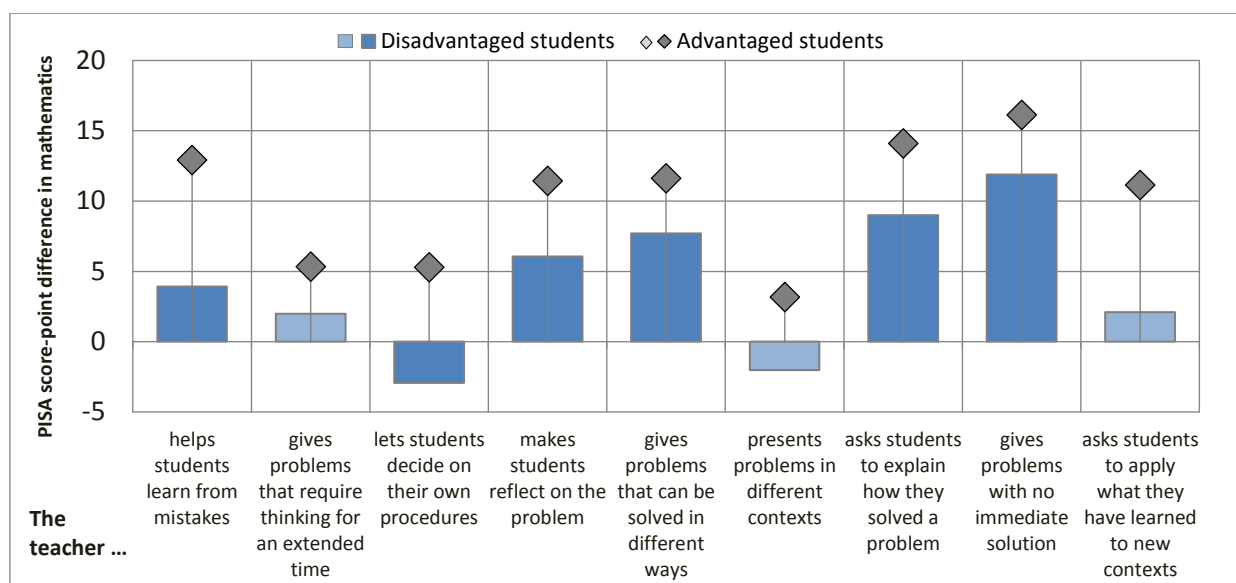 Disadvantaged students Advantaged students
PISA score-point difference in mathematics
20
15
10
5
0
-5
The
teacher ...
helps
students
learn from
mistakes
gives
problems
that require
thinking for
an extended
time
lets students
decide on
their own
procedures
makes
students
reflect on the
problem
gives
problems
that can be
solved in
different
ways
presents
problems in
different
contexts
asks students
to explain
how they
solved a
problem
gives
problems
with no
immediate
solution
asks students
to apply
what they
have learned
to new
contexts